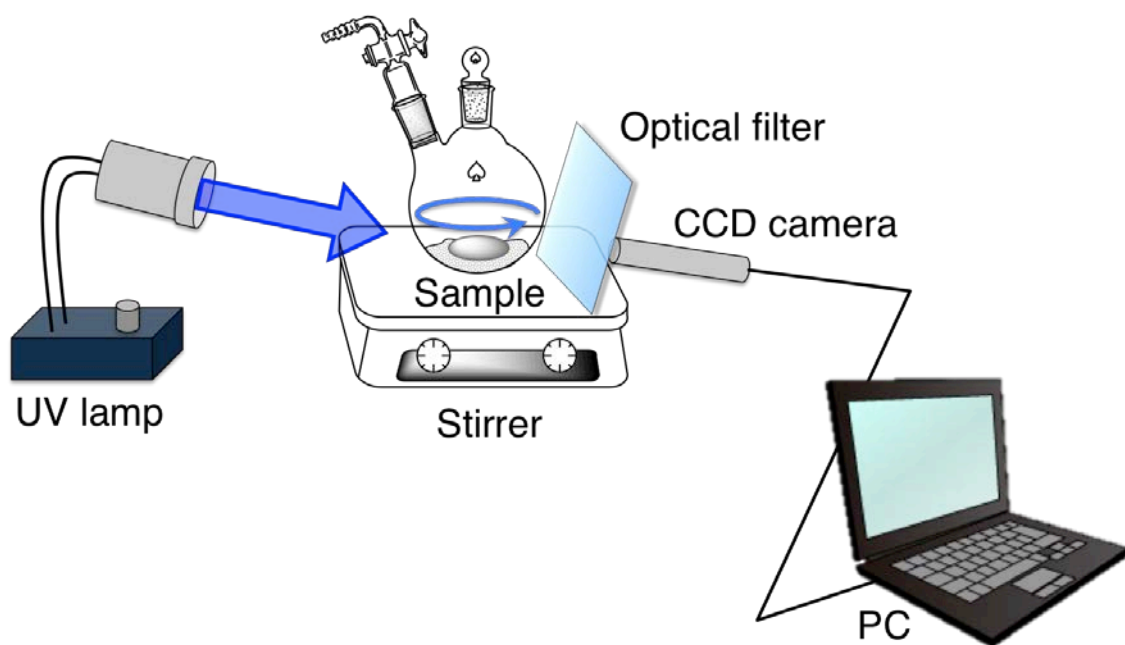 Optical filter
CCD camera
Sample
UV lamp
Stirrer
PC